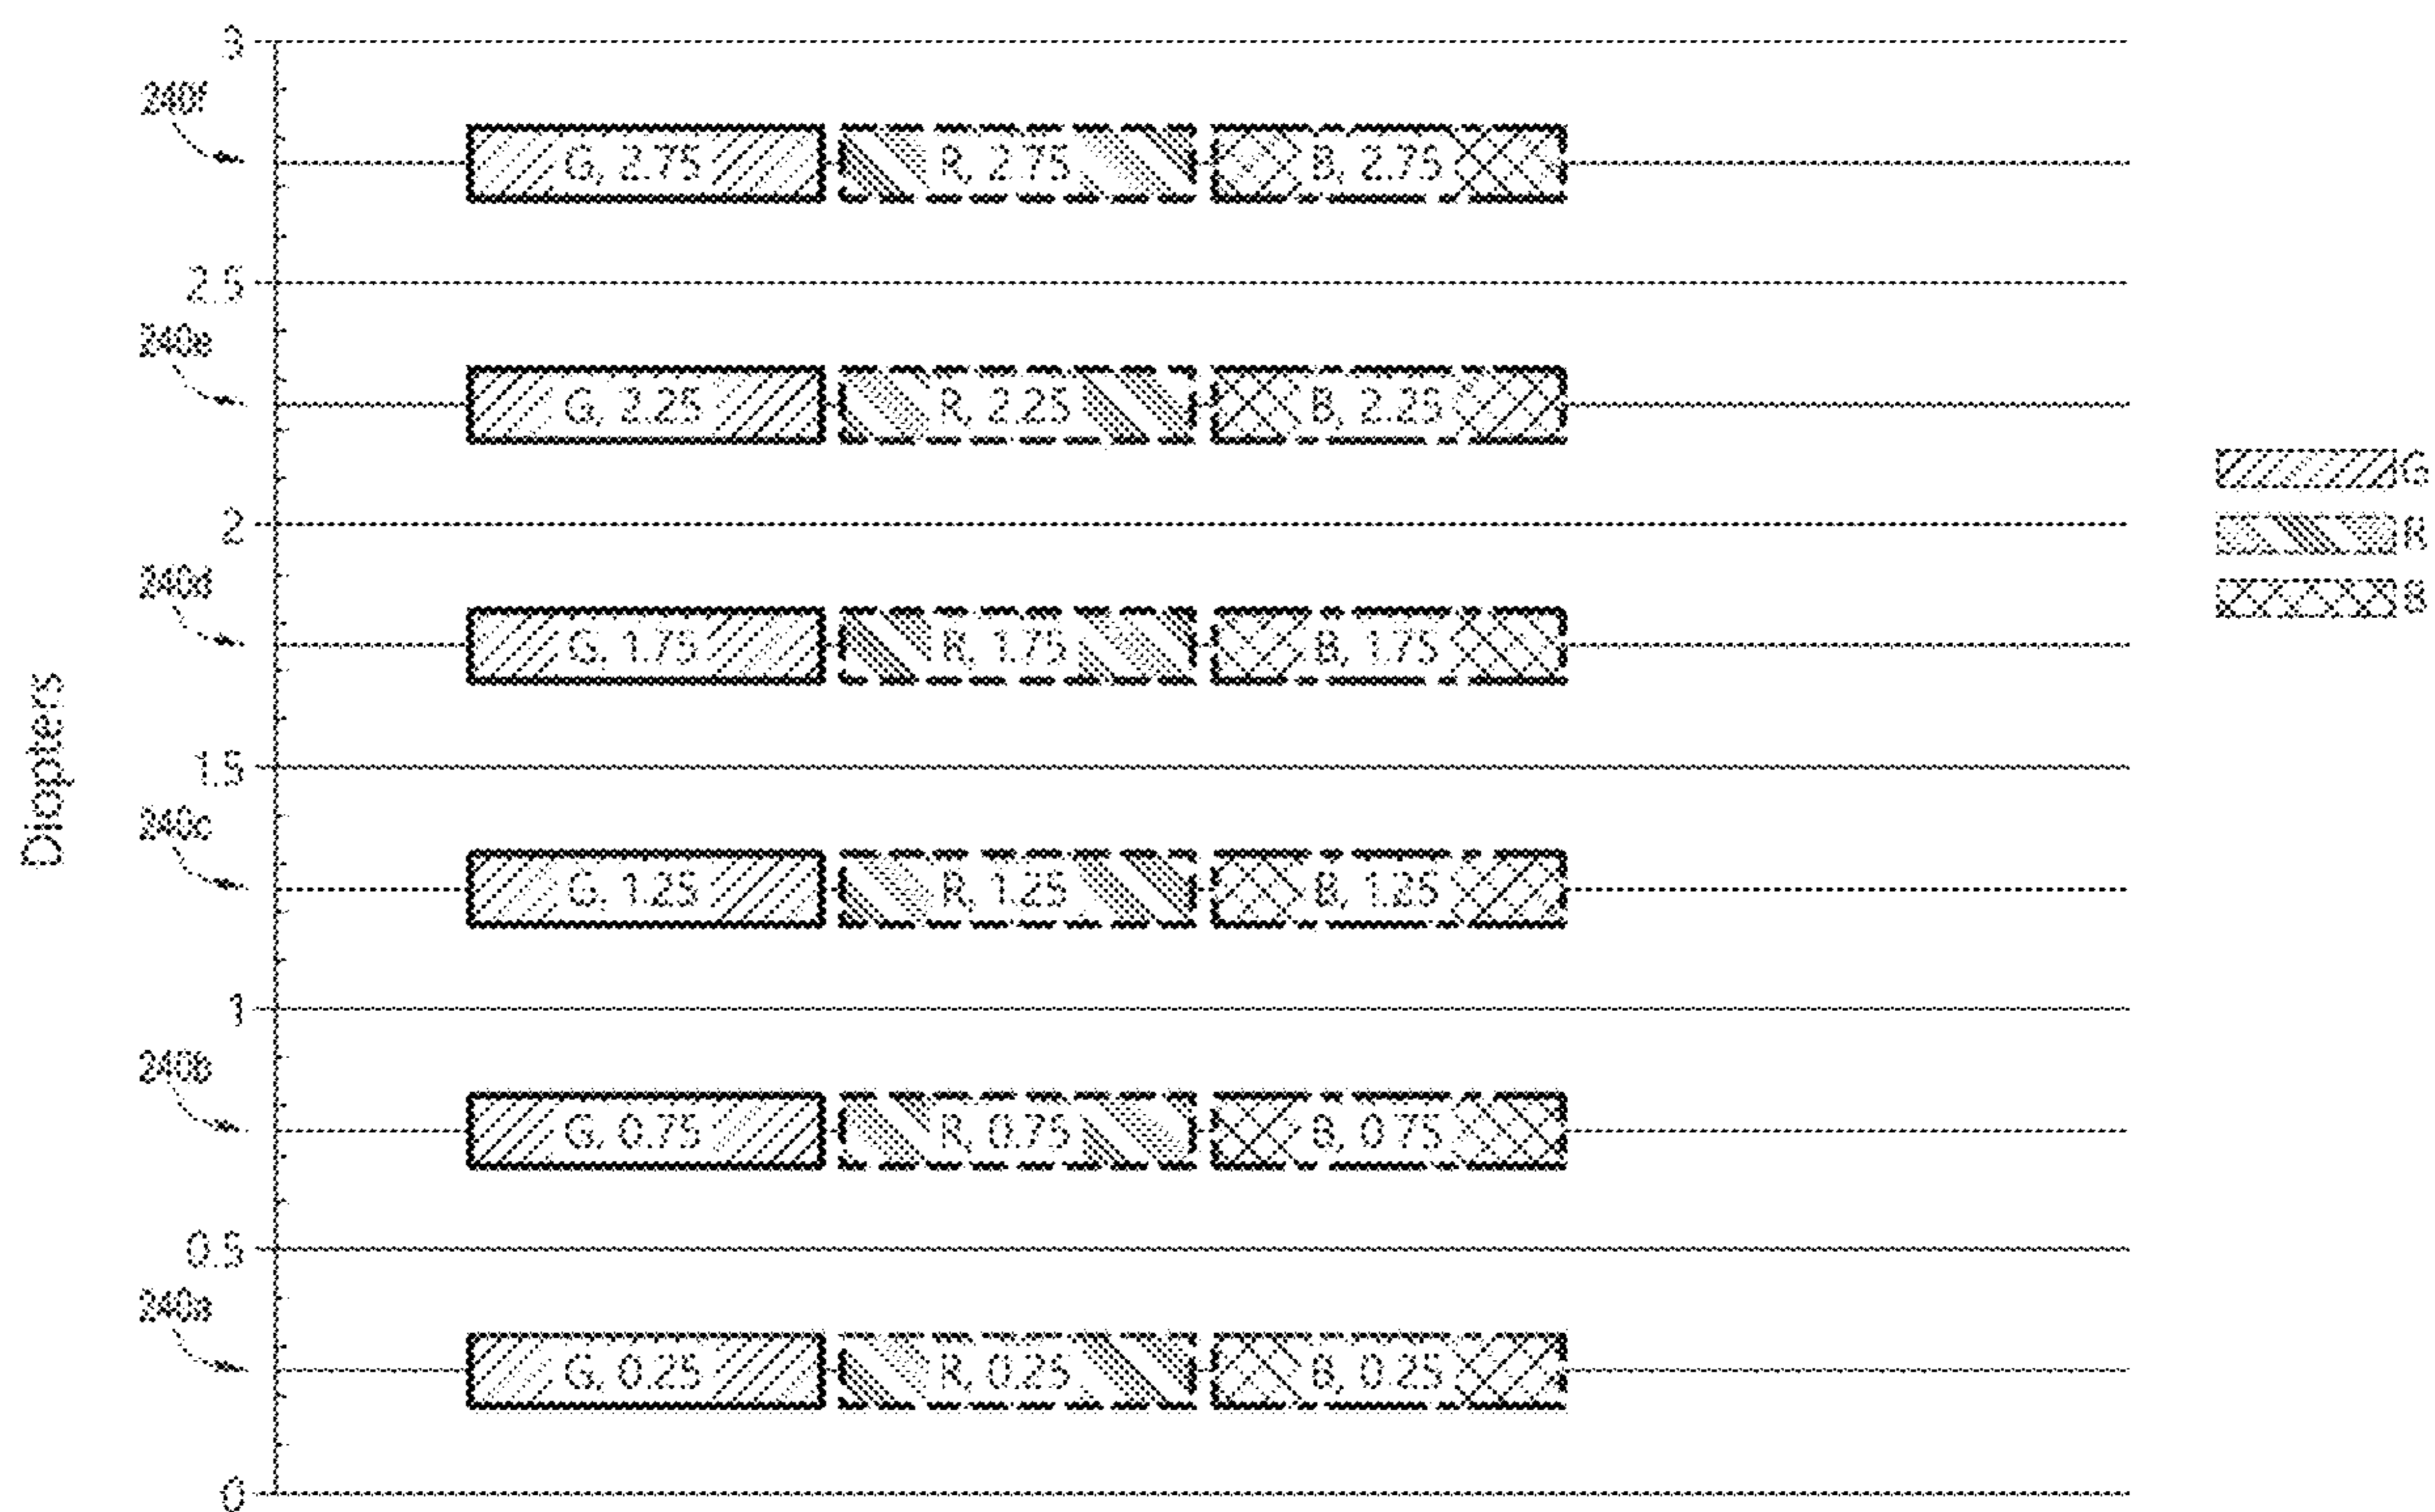 3
240f
G, 2.75 R, 2.75 B, 2.75
2.5
240e
G, 2.25 R, 2.25 B, 2.25
G
R
B
2
240d
G, 1.75 R, 1.75 B, 1.75
Diopters
1.5
240c
G, 1.25 R, 1.25 B, 1.25
1
240b
G, 0.75 R, 0.75 B, 0.75
0.5
240a
G, 0.25 R, 0.25 B, 0.25
0